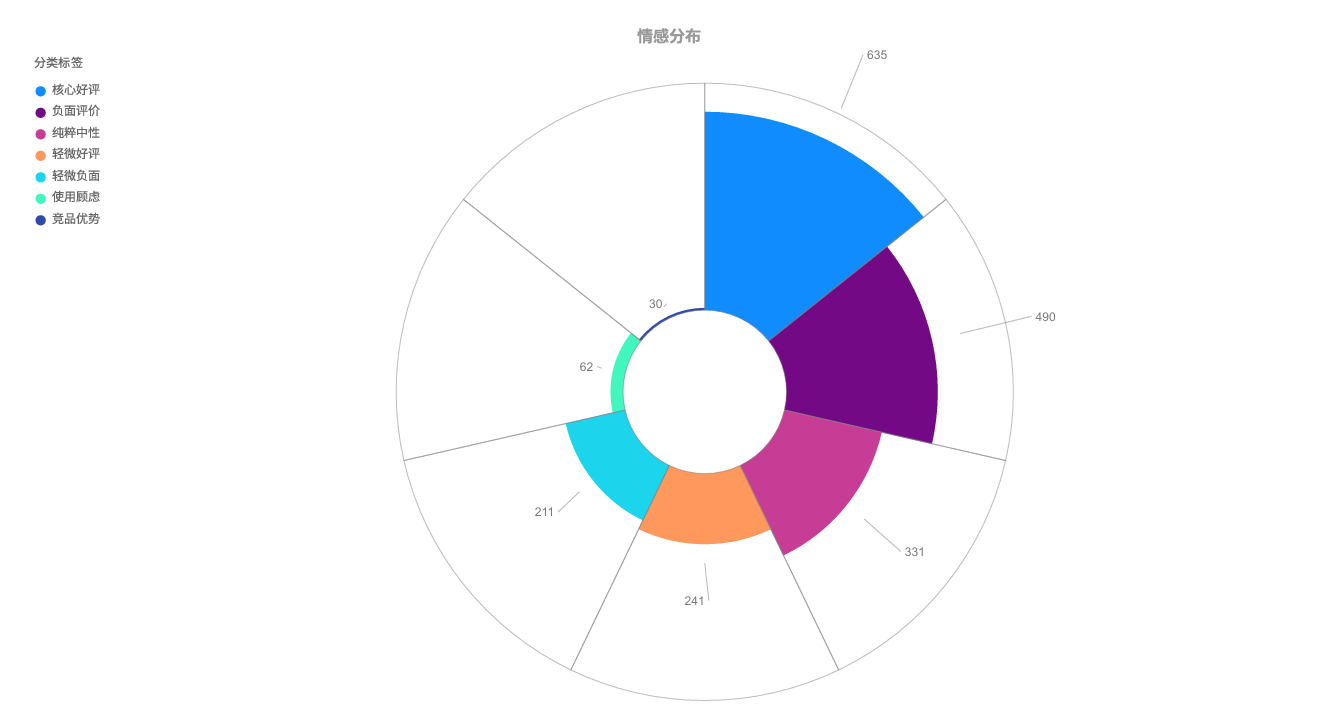 情感分布
分类标签
核心好评
负面评价
纯粹中性
轻微好评
轻微负面
使用顾虑
竞品优势
635
490
331
241
211
62
30